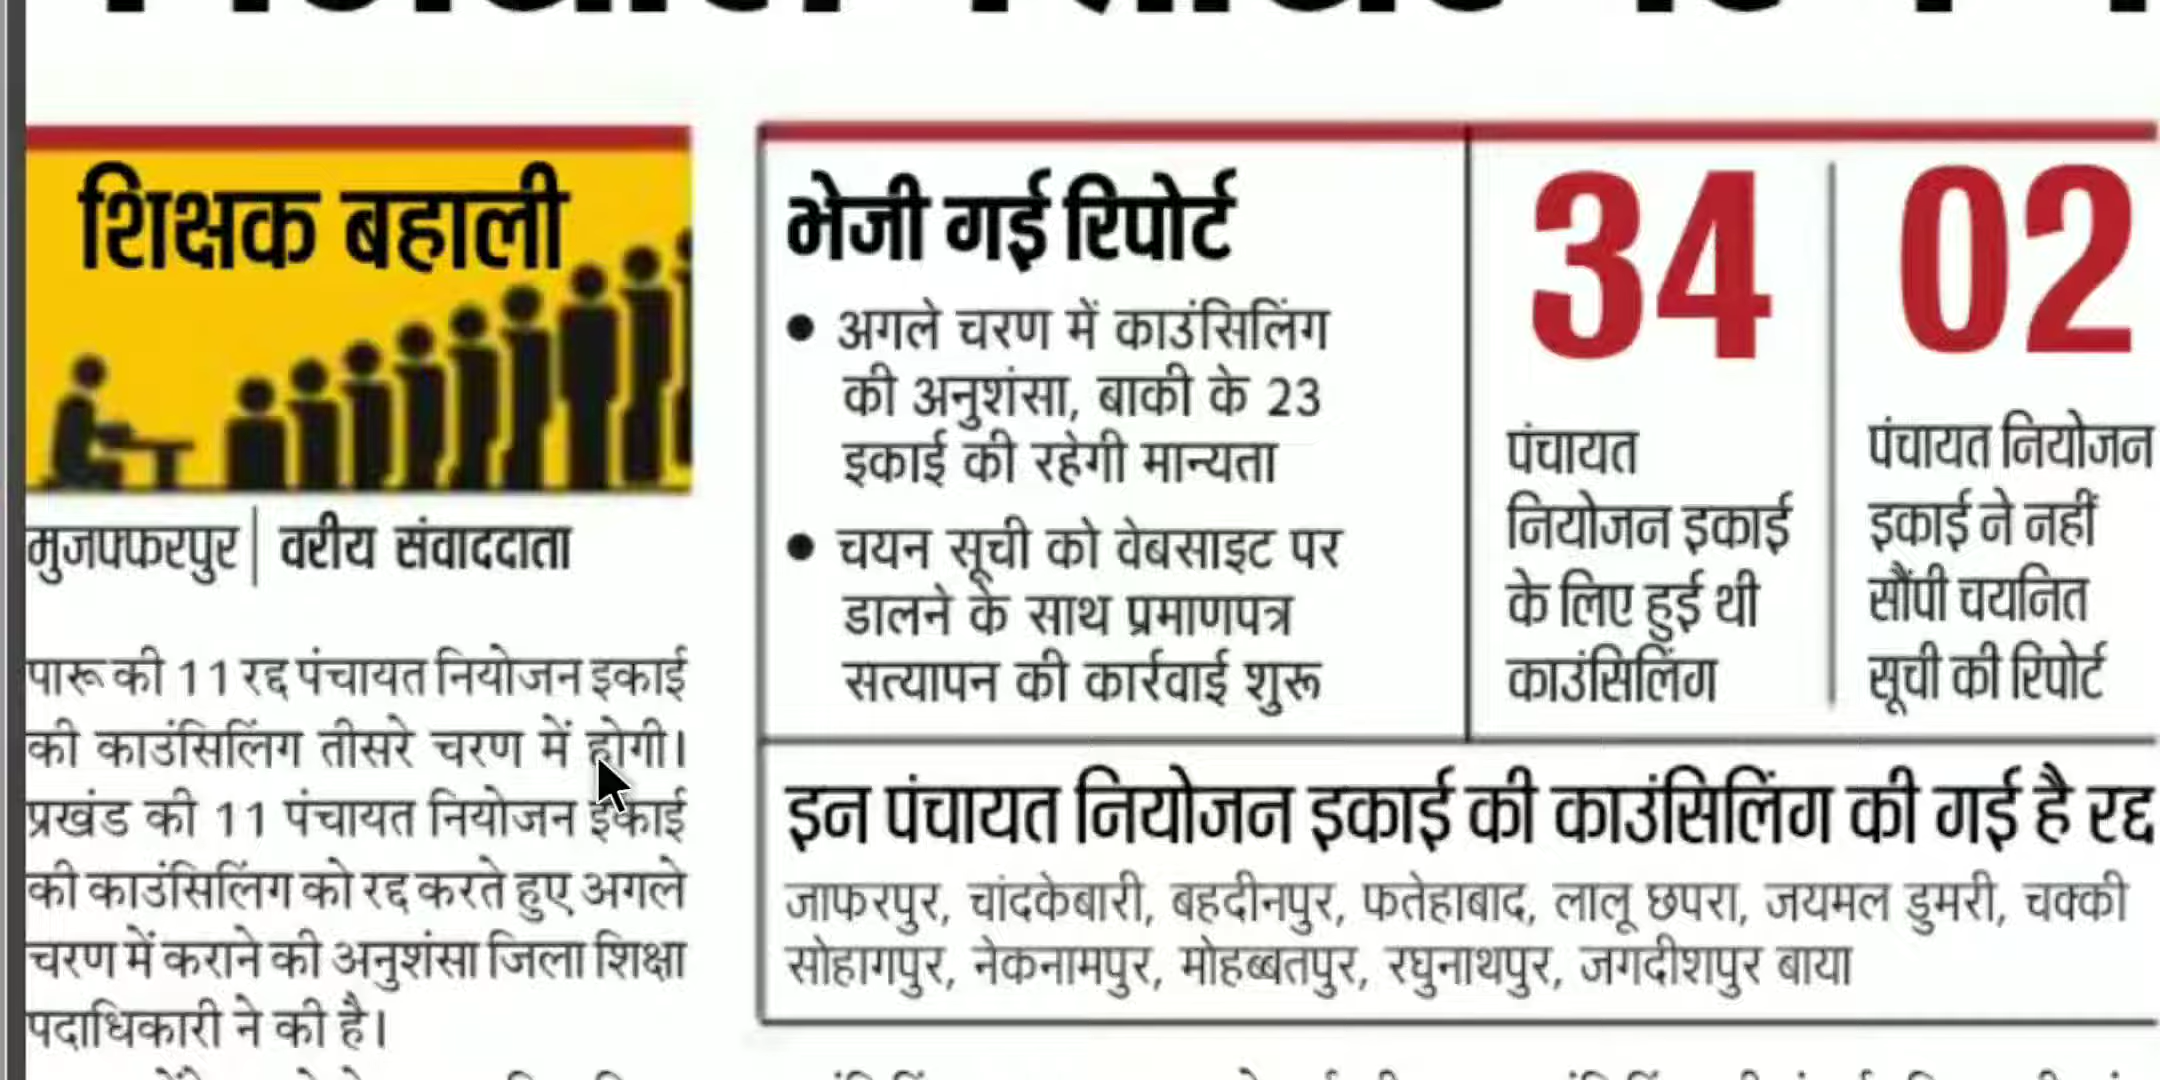 शिक्षक बहाली
मुजफ्फरपुर | वरीय संवाददाता
पारू की 11 रद्द पंचायत नियोजन इकाई
की काउंसिलिंग तीसरे चरण में होगी।
प्रखंड की 11 पंचायत नियोजन इकाई
की काउंसिलिंग को रद्द करते हुए अगले
चरण में कराने की अनुशंसा जिला शिक्षा
पदाधिकारी ने की है।
भेजी गई रिपोर्ट
● अगले चरण में काउंसिलिंग
की अनुशंसा, बाकी के 23
इकाई की रहेगी मान्यता
● चयन सूची को वेबसाइट पर
डालने के साथ प्रमाणपत्र
सत्यापन की कार्रवाई शुरू
34
पंचायत
नियोजन इकाई
के लिए हुई थी
काउंसिलिंग
02
पंचायत नियोजन
इकाई ने नहीं
सौंपी चयनित
सूची की रिपोर्ट
इन पंचायत नियोजन इकाई की काउंसिलिंग की गई है रद्द
जाफरपुर, चांदकेबारी, बहदीनपुर, फतेहाबाद, लालू छपरा, जयमल डुमरी, चक्की
सोहागपुर, नेकनामपुर, मोहब्बतपुर, रघुनाथपुर, जगदीशपुर बाया